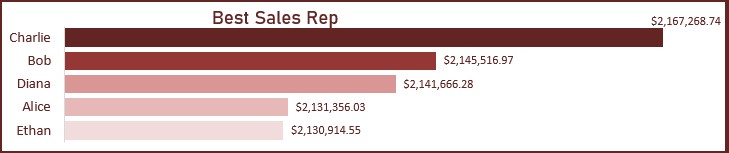 Best Sales Rep
Charlie $2,167,268.74
Bob $2,145,516.97
Diana $2,141,666.28
Alice $2,131,356.03
Ethan $2,130,914.55